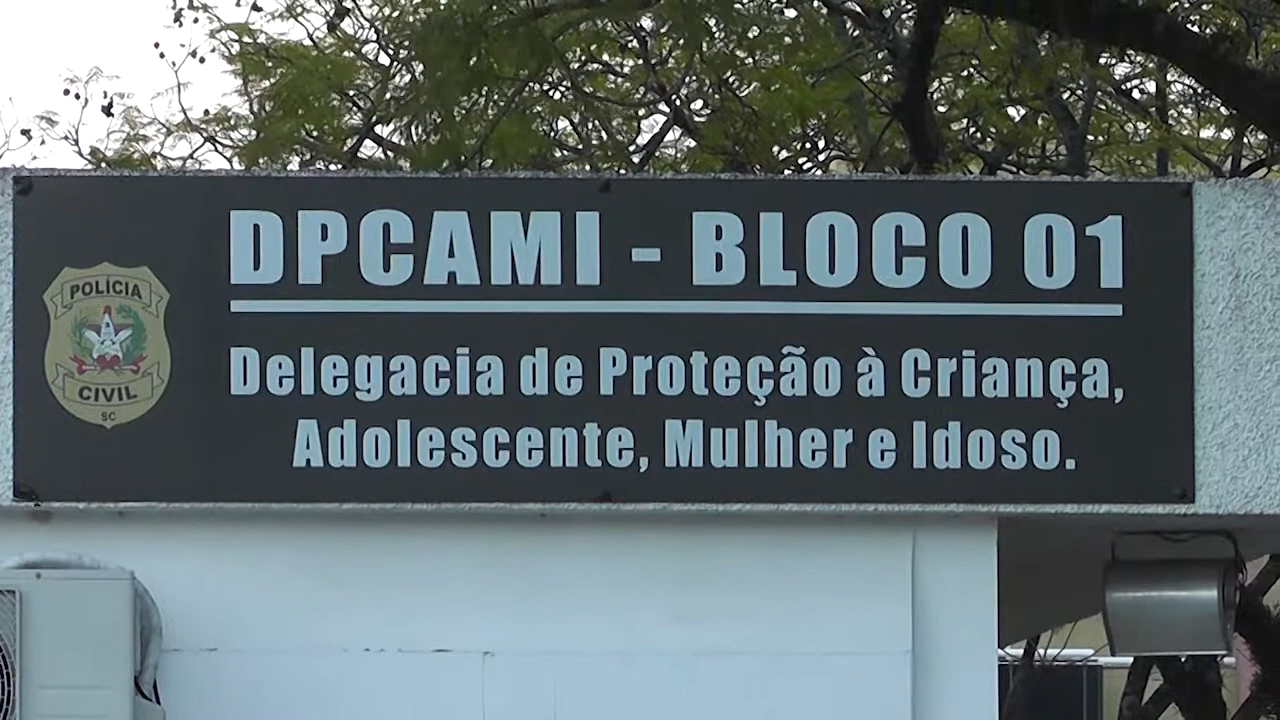 DPCAMI - BLOCO 01
POLÍCIA
CIVIL
SC
Delegacia de Proteção à Criança,
Adolescente, Mulher e Idoso.